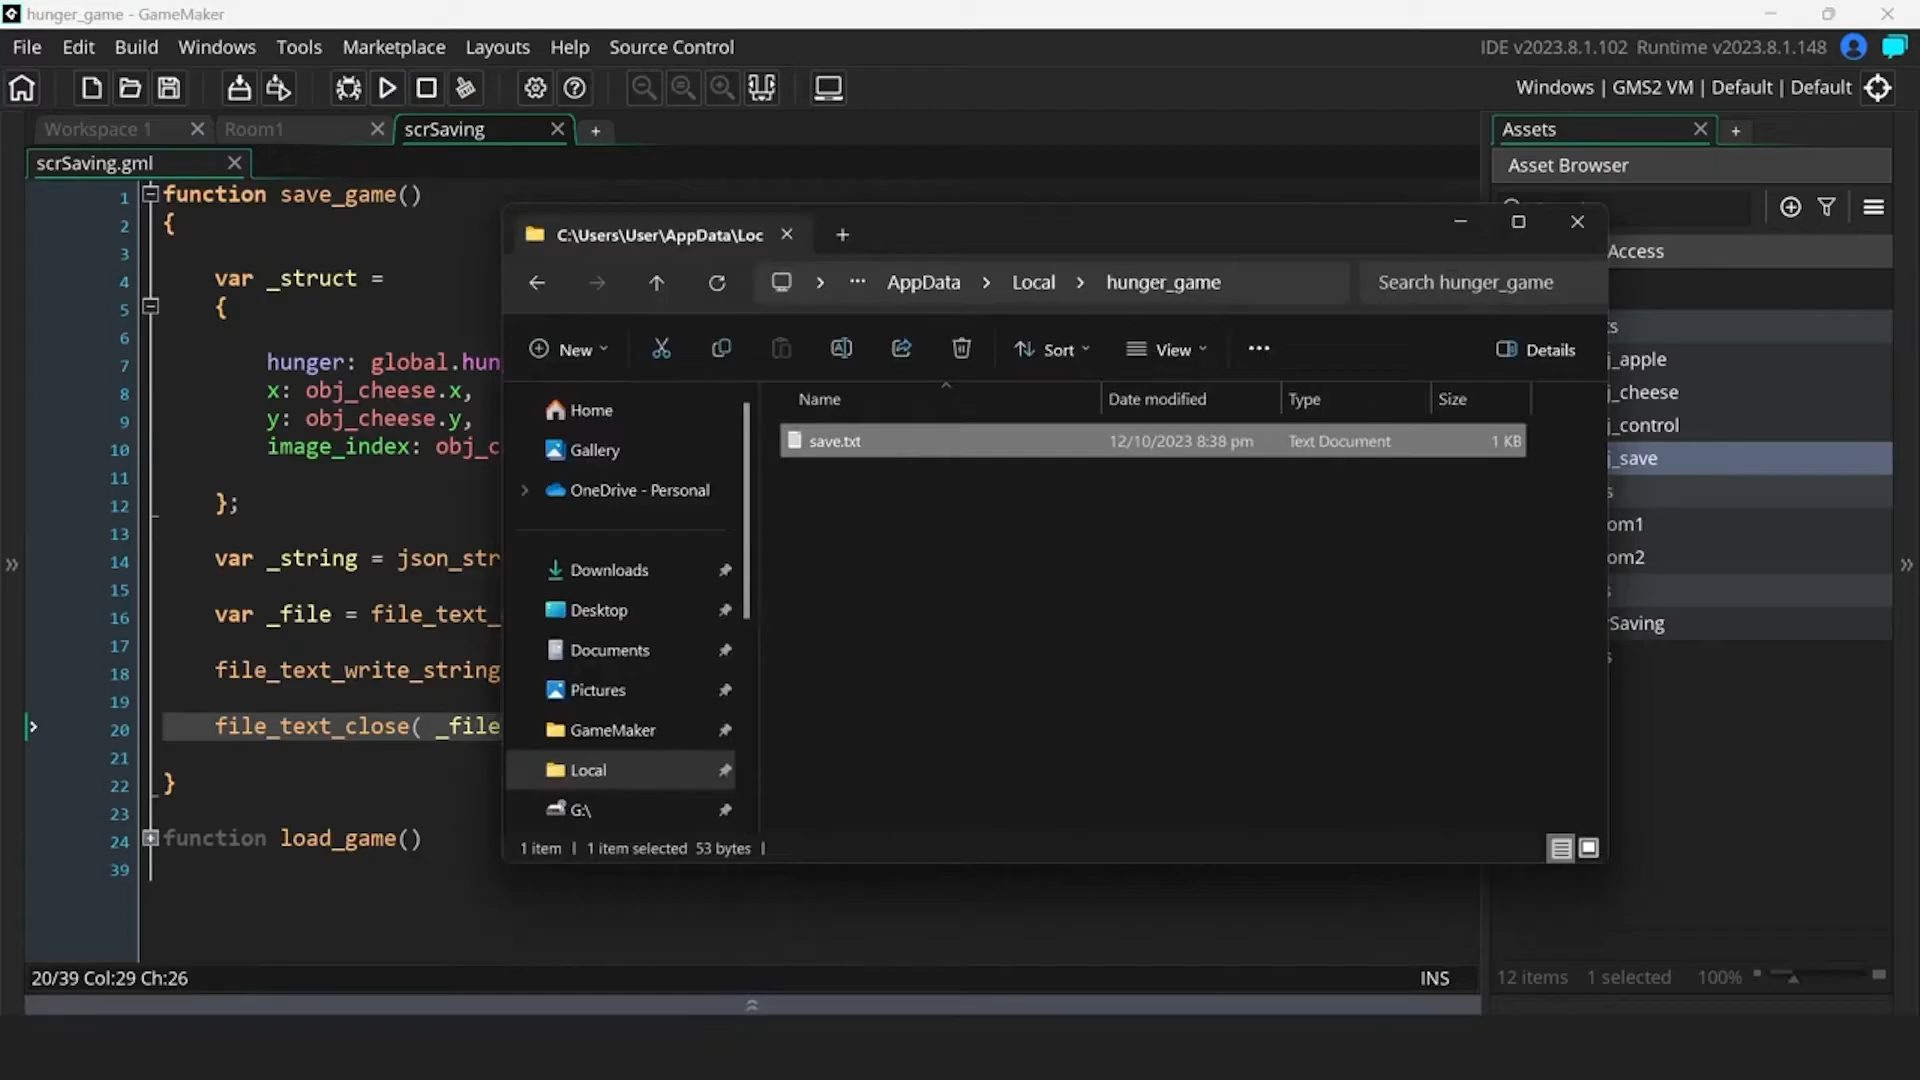 hunger_game - GameMaker
File Edit Build Windows Tools Marketplace Layouts Help Source Control
IDE v2023.8.1.102 Runtime v2023.8.1.148
Windows | GMS2 VM | Default | Default
Workspace 1
Room1
scrSaving
Assets
scrSaving.gml
Asset Browser
1 function save_game()
2 {
3
4 var _struct =
5 {
6
7 hunger: global.hun
8 x: obj_cheese.x,
9 y: obj_cheese.y,
10 image_index: obj_c
11
12 };
13
14 var _string = json_str
15
16 var _file = file_text_
17
18 file_text_write_string
19
20 file_text_close( _file
21
22 }
23
24 function load_game()
39
C:\Users\User\AppData\Loc
AppData > Local > hunger_game
Search hunger_game
New
Sort
View
Details
Home
Gallery
OneDrive - Personal
Downloads
Desktop
Documents
Pictures
GameMaker
Local
G:\
Name Date modified Type Size
save.txt 12/10/2023 8:38 pm Text Document 1 KB
1 item | 1 item selected 53 bytes |
Access
s
j_apple
j_cheese
j_control
j_save
s
om1
om2
s
rSaving
s
20/39 Col:29 Ch:26
INS
12 items 1 selected 100%